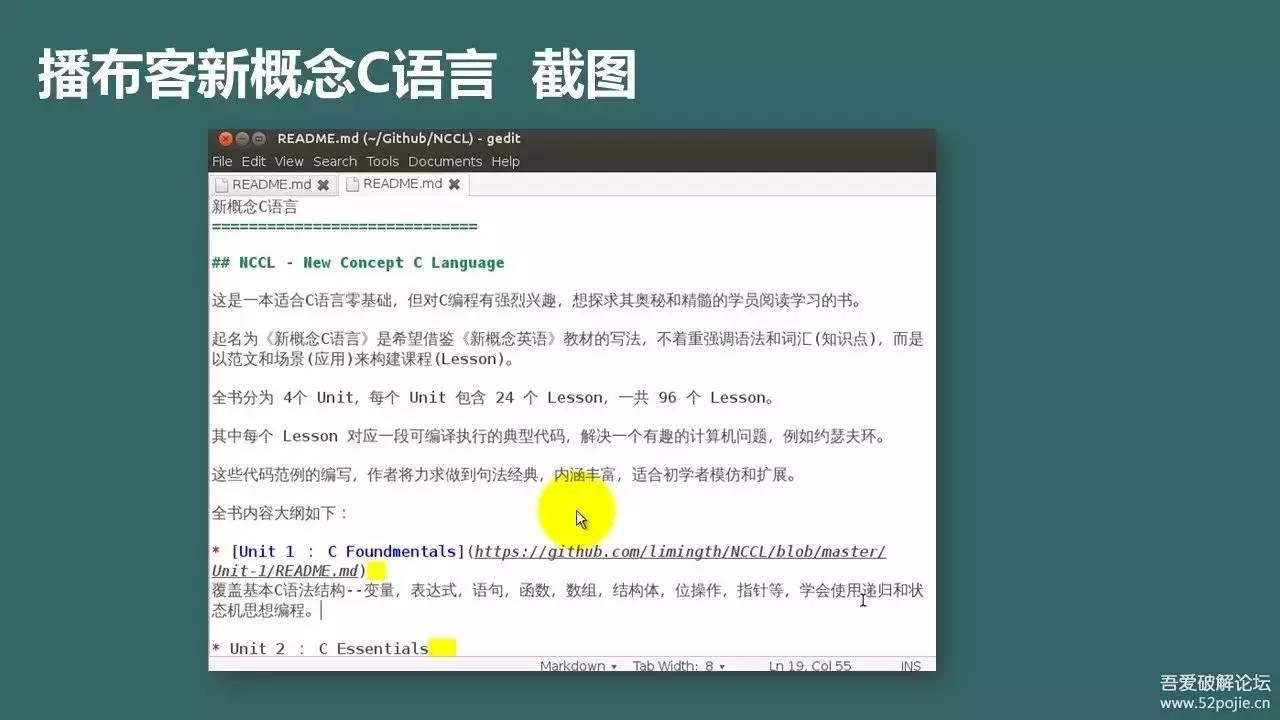 播布客新概念C语言 截图
README.md (~/Github/NCCL) - gedit
File Edit View Search Tools Documents Help
README.md README.md
新概念C语言
=============================
## NCCL - New Concept C Language
这是一本适合C语言零基础，但对C编程有强烈兴趣，想探求其奥秘和精髓的学员阅读学习的书。
起名为《新概念C语言》是希望借鉴《新概念英语》教材的写法，不着重强调语法和词汇(知识点)，而是
以范文和场景(应用)来构建课程(Lesson)。
全书分为 4个 Unit，每个 Unit 包含 24 个 Lesson，一共 96 个 Lesson。
其中每个 Lesson 对应一段可编译执行的典型代码，解决一个有趣的计算机问题，例如约瑟夫环。
这些代码范例的编写，作者将力求做到句法经典，内涵丰富，适合初学者模仿和扩展。
全书内容大纲如下：
* [Unit 1 ： C Foundmentals](https://github.com/limingth/NCCL/blob/master/
Unit-1/README.md)
覆盖基本C语法结构--变量，表达式，语句，函数，数组，结构体，位操作，指针等，学会使用递归和状
态机思想编程。
* Unit 2 ： C Essentials
Markdown Tab Width: 8 Ln 19, Col 55 INS
吾爱破解论坛
www.52pojie.cn